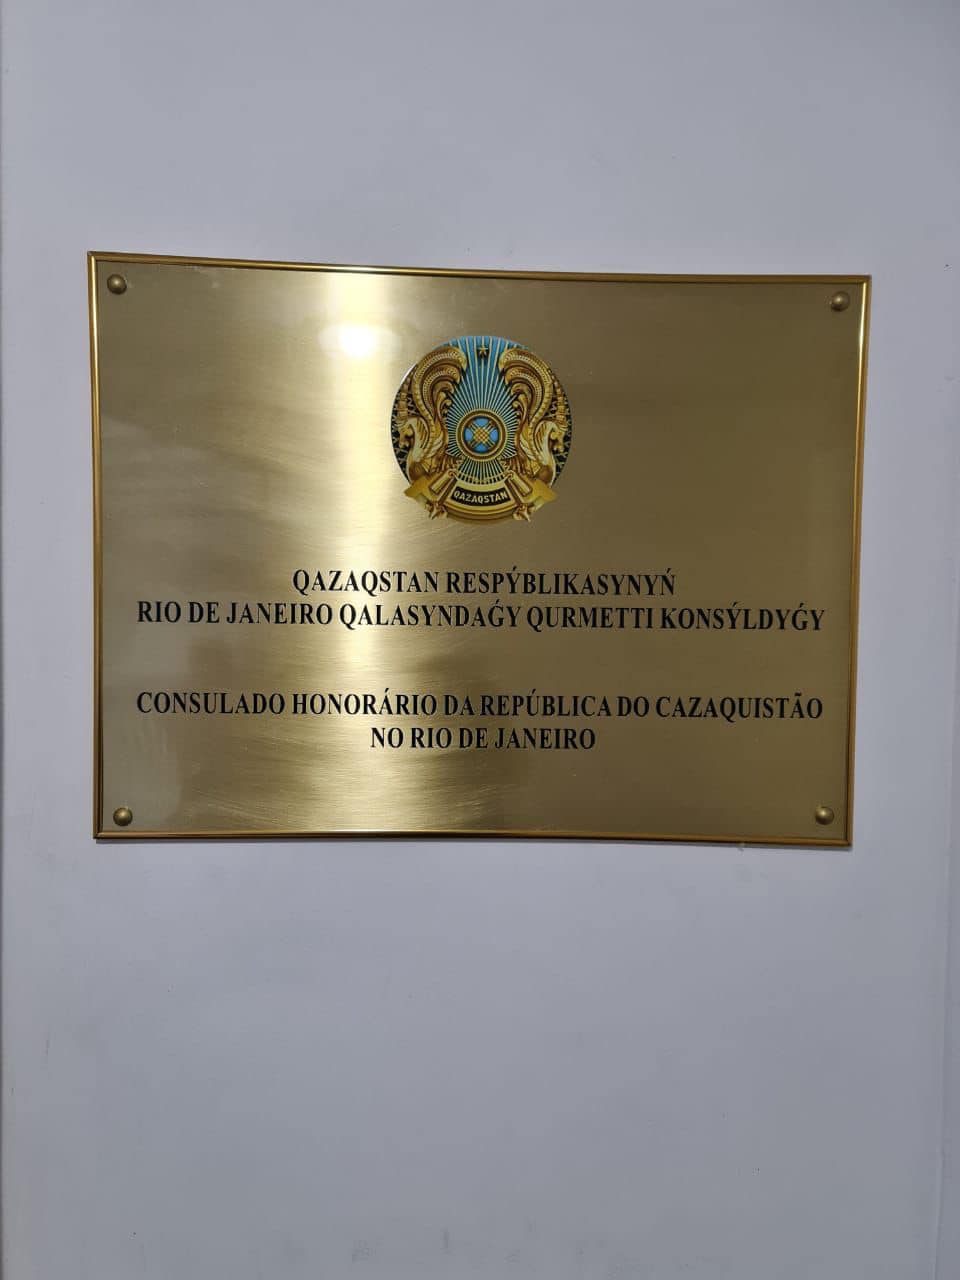 QAZAQSTAN
QAZAQSTAN RESPÝBLIKASYNYŃ
RIO DE JANEIRO QALASYNDAǴY QURMETTI KONSÝLDYǴY
CONSULADO HONORÁRIO DA REPÚBLICA DO CAZAQUISTÃO
NO RIO DE JANEIRO